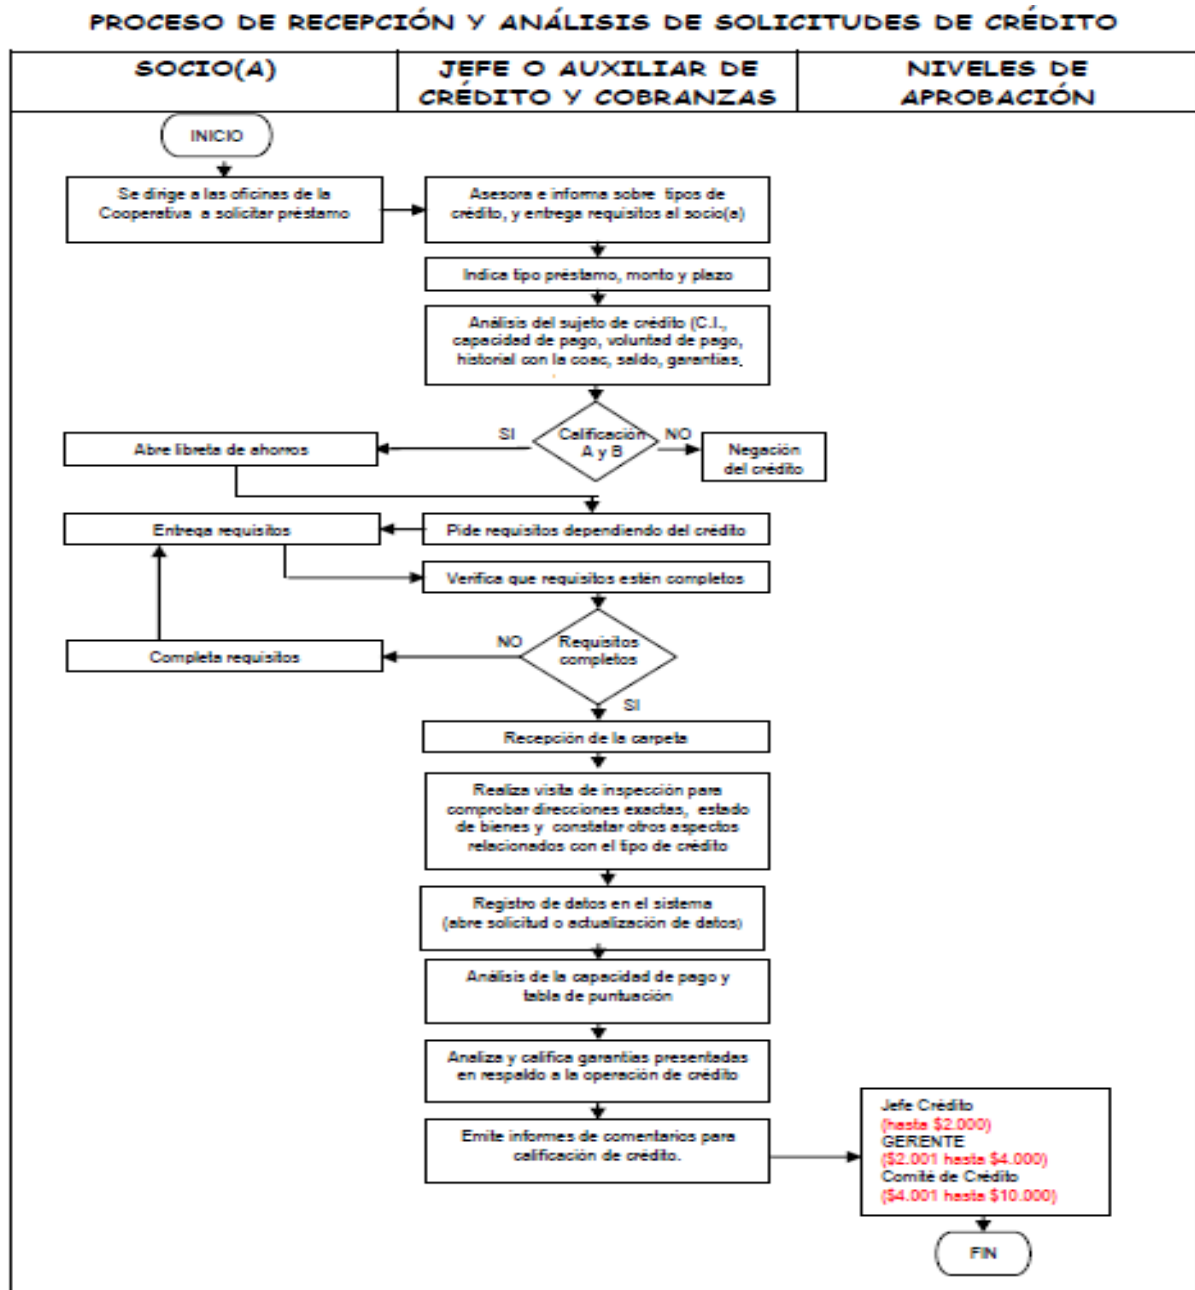 PROCESO DE RECEPCIÓN Y ANÁLISIS DE SOLICITUDES DE CRÉDITO
SOCIO(A)
JEFE O AUXILIAR DE
CRÉDITO Y COBRANZAS
NIVELES DE
APROBACIÓN
INICIO
Se dirige a las oficinas de la
Cooperativa a solicitar préstamo
Asesora e informa sobre tipos de
crédito, y entrega requisitos al socio(a)
Indica tipo préstamo, monto y plazo
Análisis del sujeto de crédito (C.I.,
capacidad de pago, voluntad de pago,
historial con la coac, saldo, garantías.
Calificación
A y B
SI
NO
Abre libreta de ahorros
Negación
del crédito
Entrega requisitos
Pide requisitos dependiendo del crédito
Verifica que requisitos estén completos
NO
Requisitos
completos
Completa requisitos
SI
Recepción de la carpeta
Realiza visita de inspección para
comprobar direcciones exactas, estado
de bienes y constatar otros aspectos
relacionados con el tipo de crédito
Registro de datos en el sistema
(abre solicitud o actualización de datos)
Análisis de la capacidad de pago y
tabla de puntuación
Analiza y califica garantías presentadas
en respaldo a la operación de crédito
Emite informes de comentarios para
calificación de crédito.
Jefe Crédito
(hasta $2.000)
GERENTE
($2.001 hasta $4.000)
Comité de Crédito
($4.001 hasta $10.000)
FIN